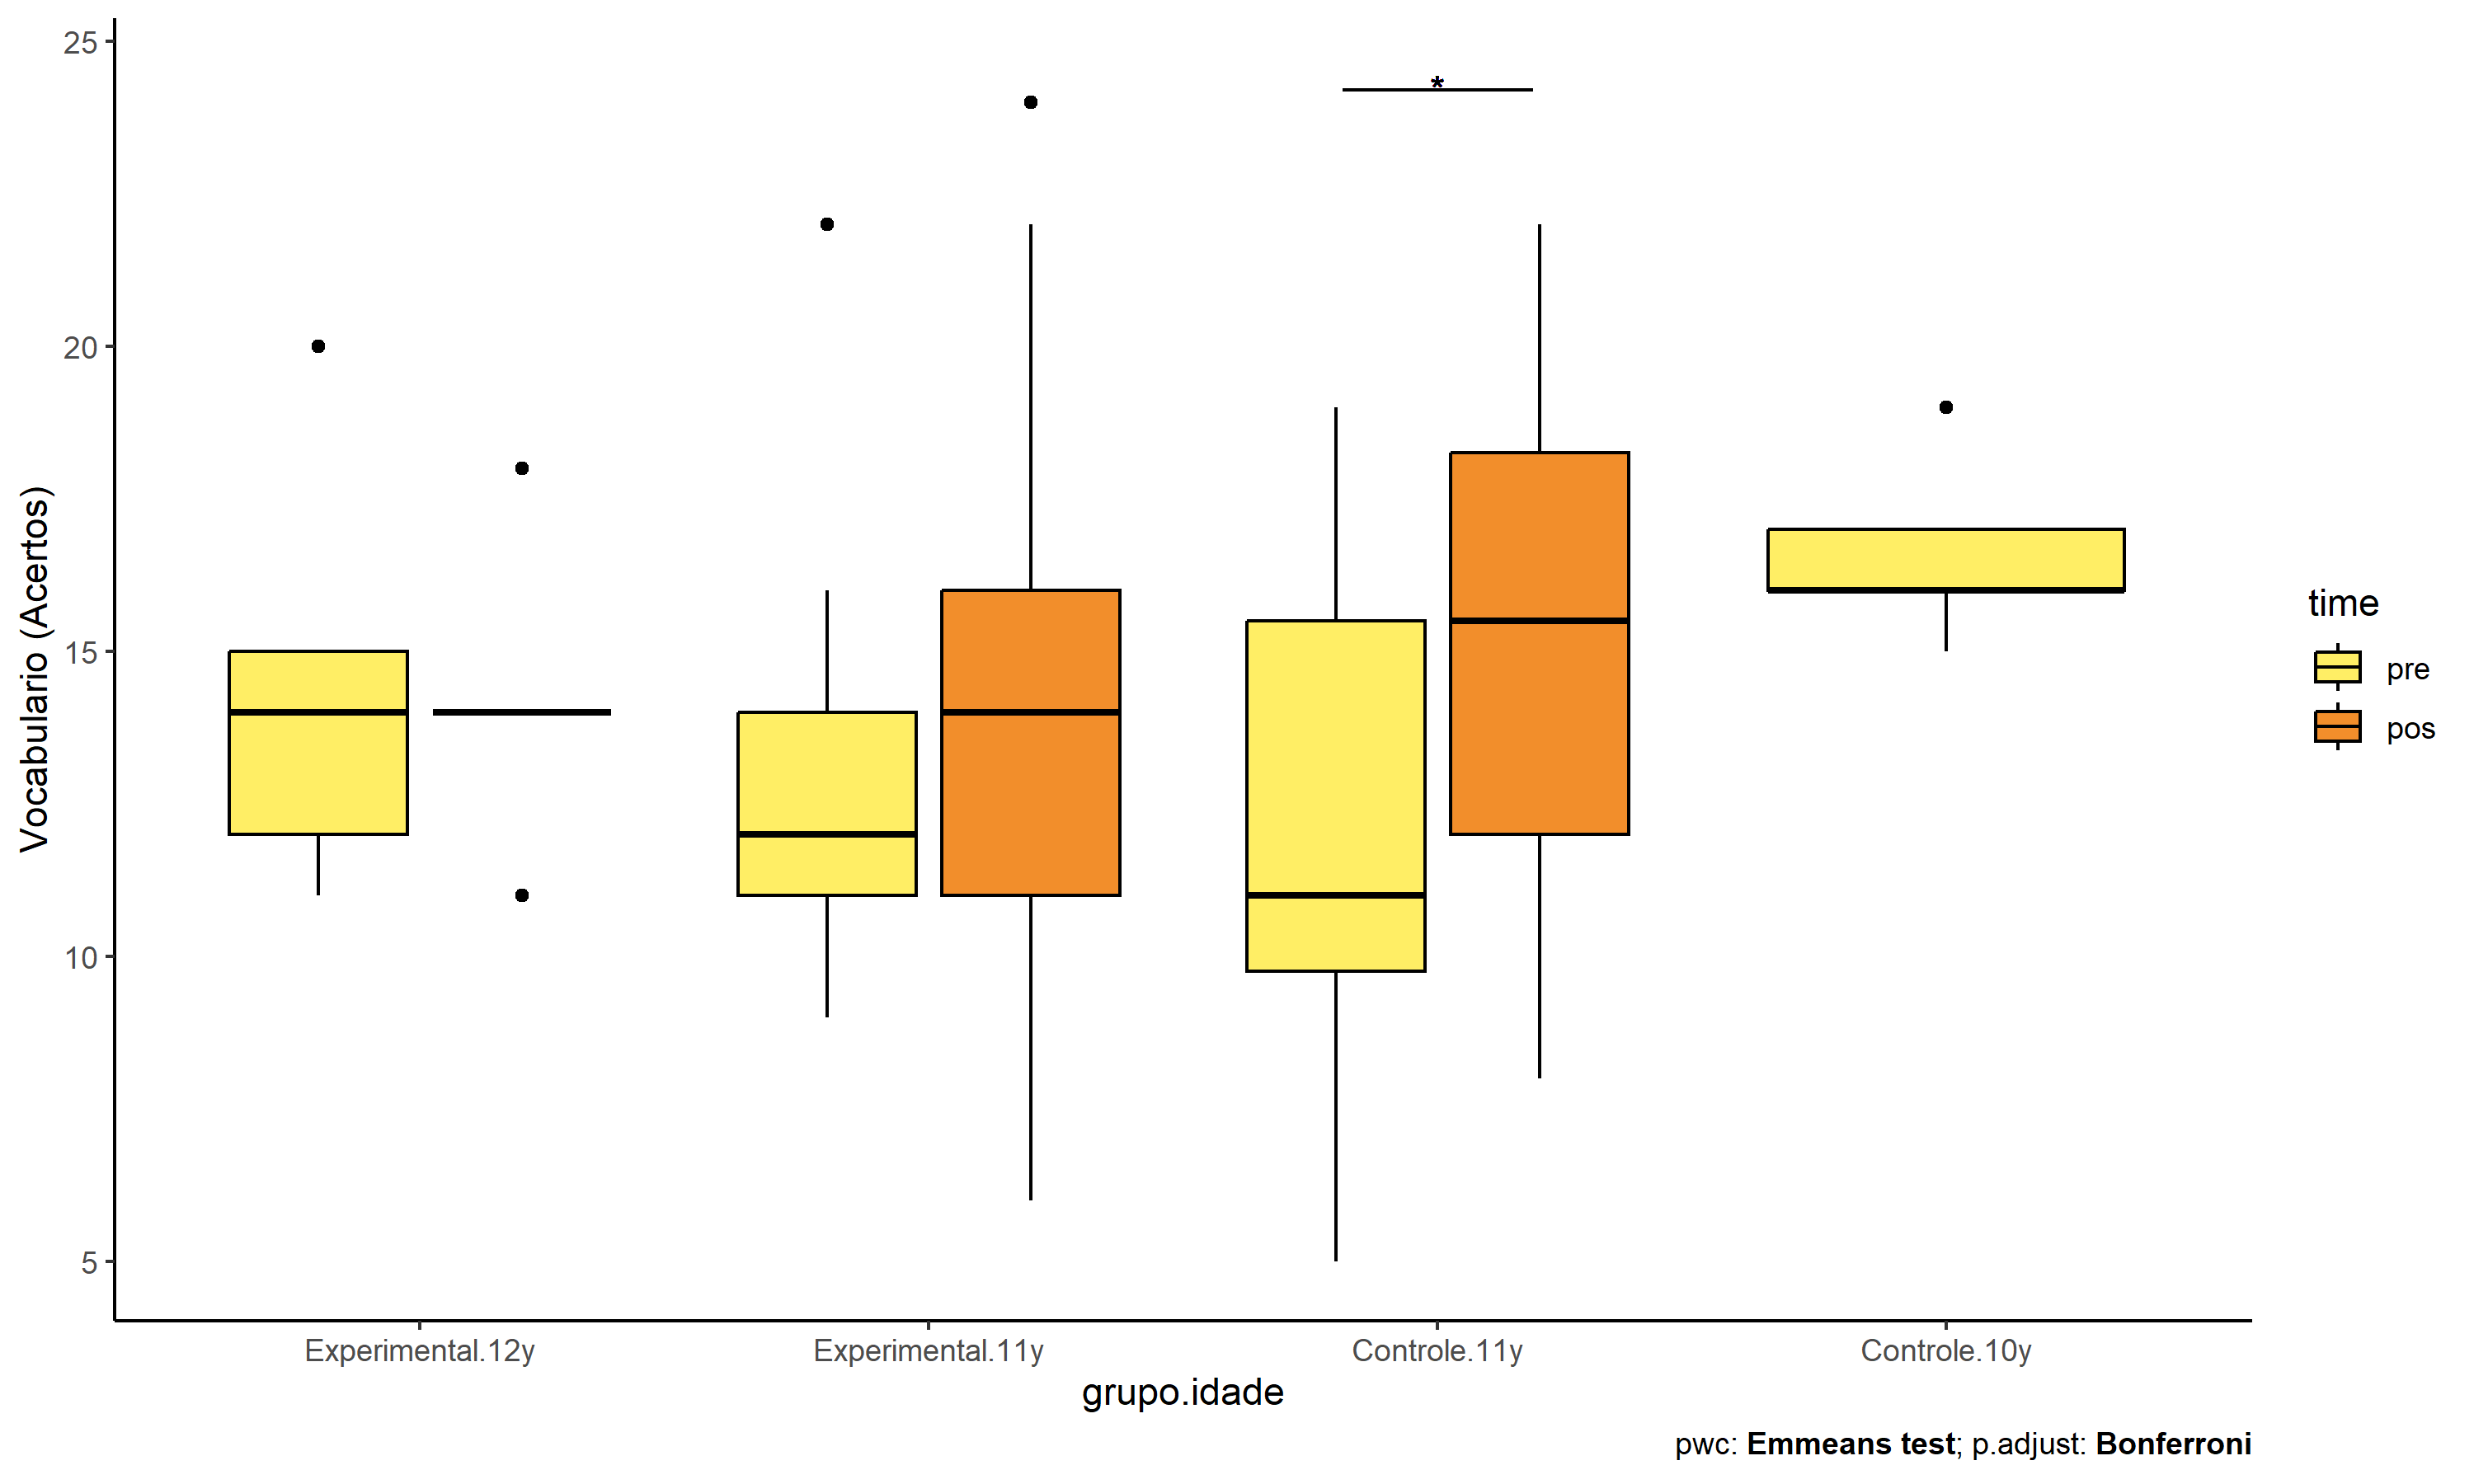 25
20
15
10
5
Vocabulario (Acertos)
*
Experimental.12y
Experimental.11y
Controle.11y
Controle.10y
grupo.idade
time
pre
pos
pwc: Emmeans test; p.adjust: Bonferroni